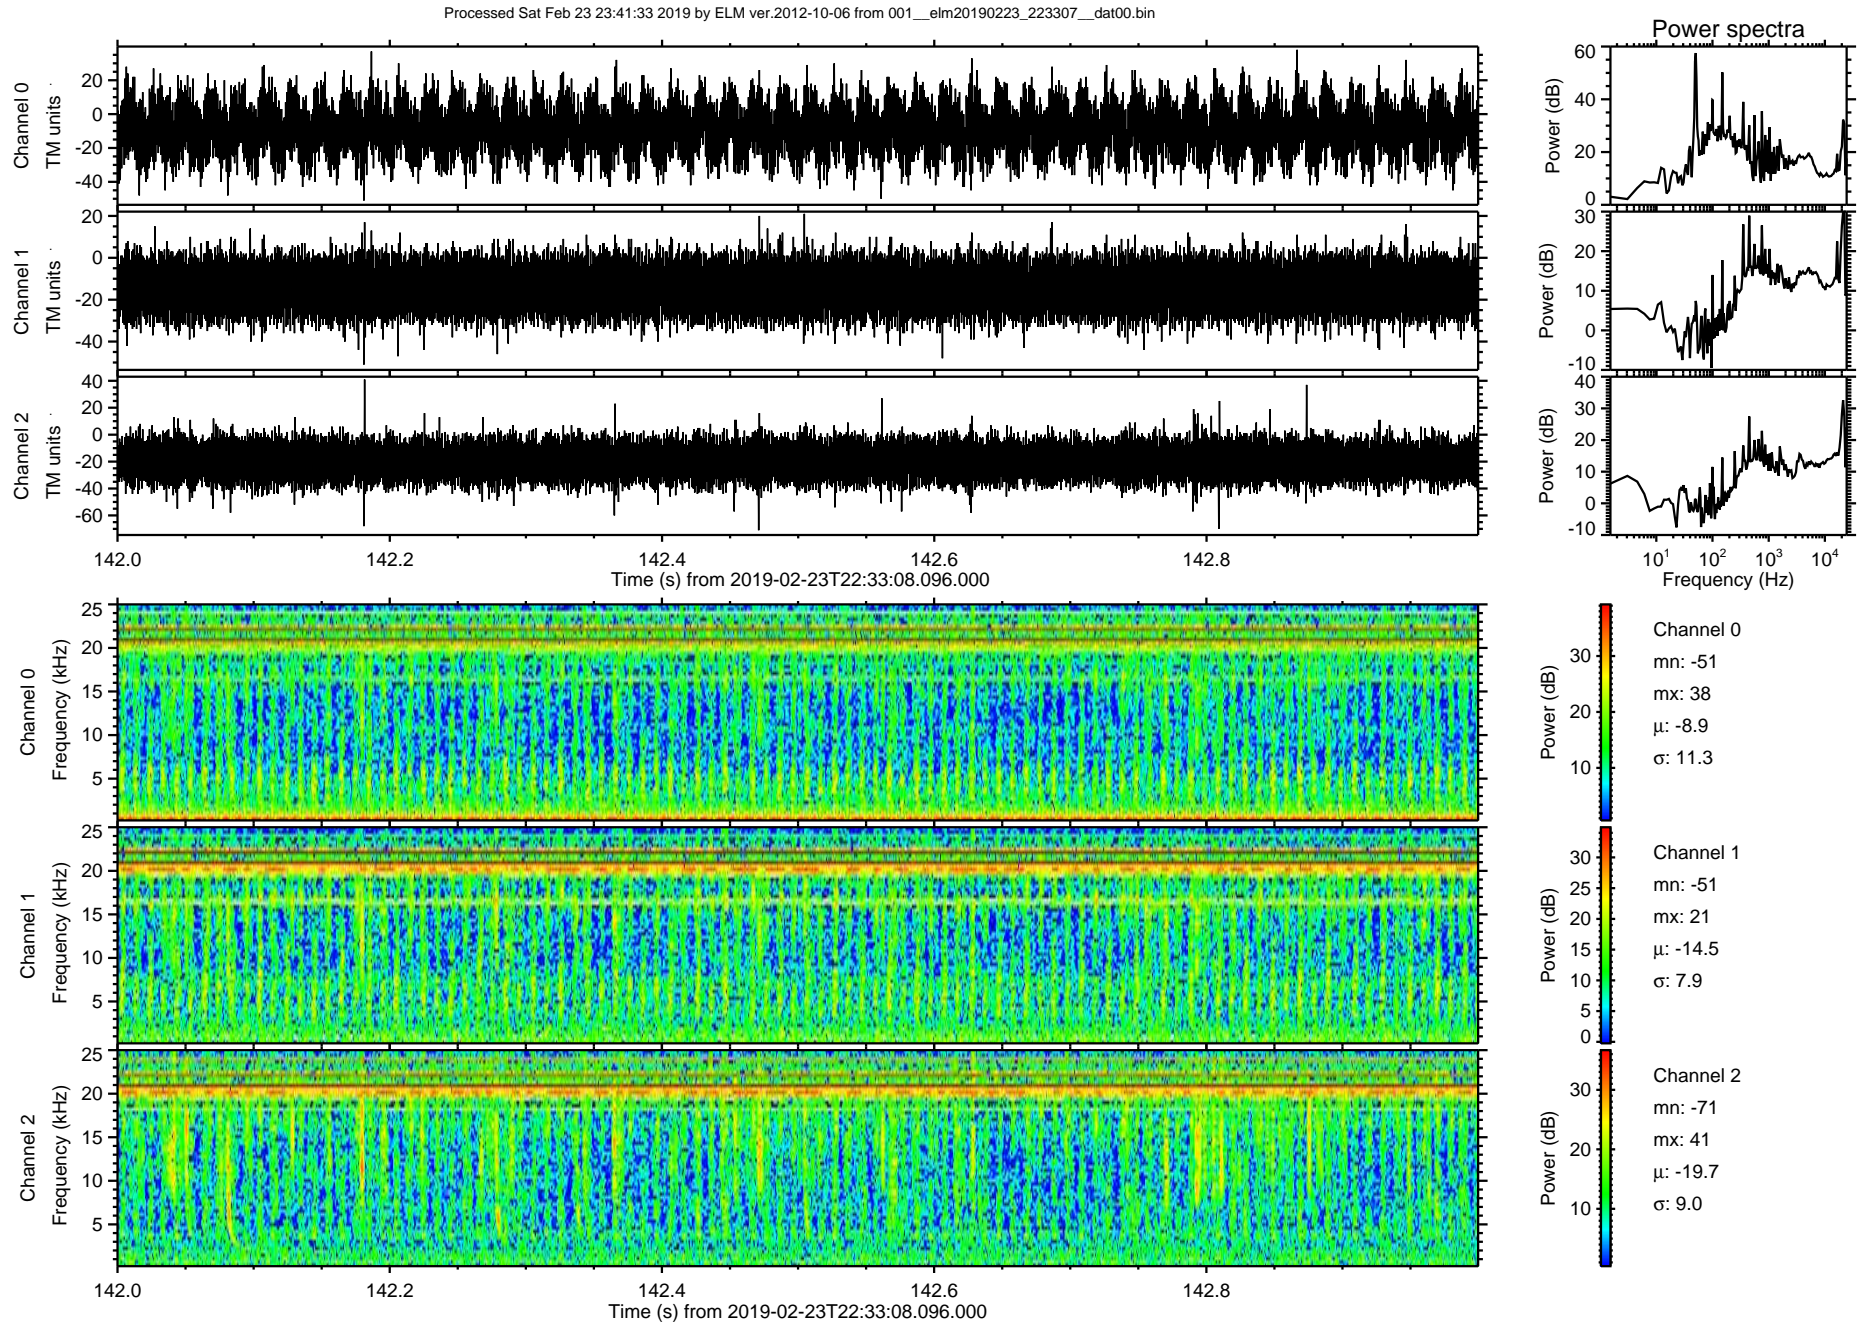 Processed Sat Feb 23 23:41:33 2019 by ELM ver.2012-10-06 from 001__elm20190223_223307__dat00.bin
Power spectra
Channel 0
TM units
20
0
-20
-40
Power (dB)
60
40
20
0
Channel 1
TM units
20
0
-20
-40
Power (dB)
30
20
10
0
-10
Channel 2
TM units
40
20
0
-20
-40
-60
Power (dB)
40
30
20
10
0
-10
142.0 142.2 142.4 142.6 142.8
Time (s) from 2019-02-23T22:33:08.096.000
10^1 10^2 10^3 10^4
Frequency (Hz)
Channel 0
Frequency (kHz)
25
20
15
10
5
Power (dB)
30
20
10
Channel 0
mn: -51
mx: 38
μ: -8.9
σ: 11.3
Channel 1
Frequency (kHz)
25
20
15
10
5
Power (dB)
30
25
20
15
10
5
0
Channel 1
mn: -51
mx: 21
μ: -14.5
σ: 7.9
Channel 2
Frequency (kHz)
25
20
15
10
5
Power (dB)
30
20
10
Channel 2
mn: -71
mx: 41
μ: -19.7
σ: 9.0
142.0 142.2 142.4 142.6 142.8
Time (s) from 2019-02-23T22:33:08.096.000